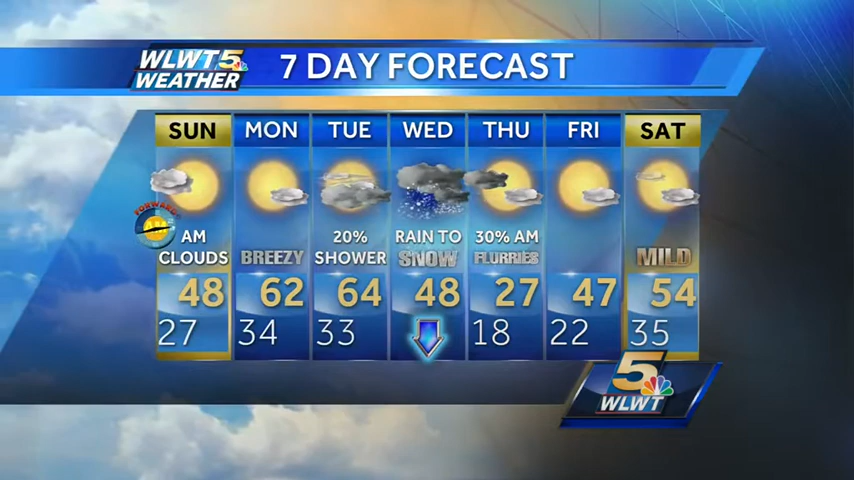 WLWT 5
WEATHER
7 DAY FORECAST
SUN MON TUE WED THU FRI SAT
FORWARD
AM CLOUDS
BREEZY
20% SHOWER
RAIN TO SNOW
30% AM FLURRIES
MILD
48 62 64 48 27 47 54
27 34 33 18 22 35
5
WLWT